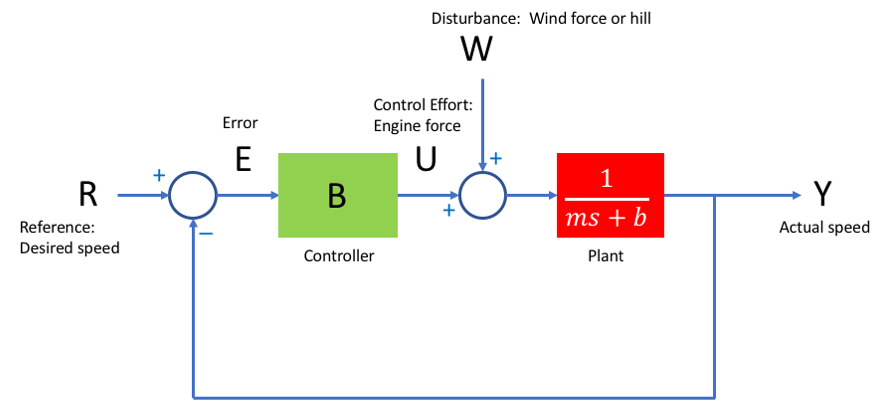 Disturbance: Wind force or hill
W
Control Effort:
Engine force
Error
E
U
+
+
R
B
+
1
ms + b
Y
Reference:
Desired speed
−
Controller
Plant
Actual speed